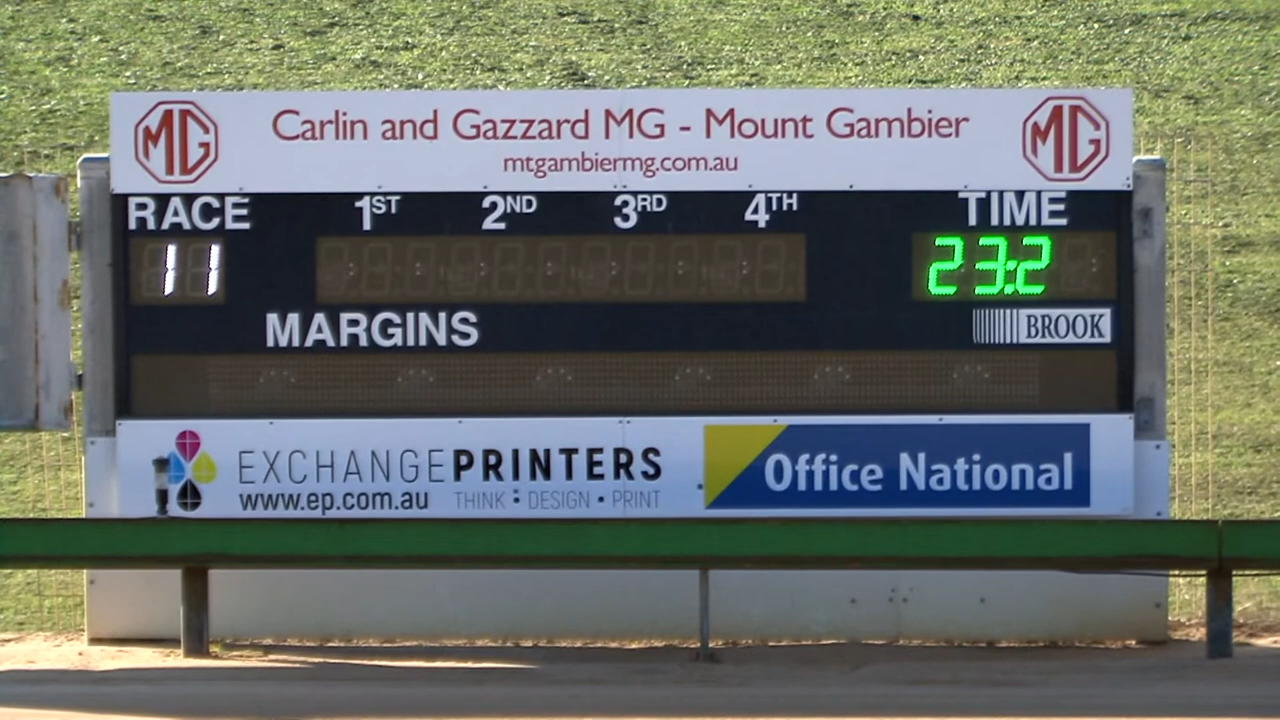 MG Carlin and Gazzard MG - Mount Gambier MG
mtgambiermg.com.au
RACE 1ST 2ND 3RD 4TH TIME
11 23:2
MARGINS BROOK
EXCHANGEPRINTERS Office National
www.ep.com.au THINK • DESIGN • PRINT